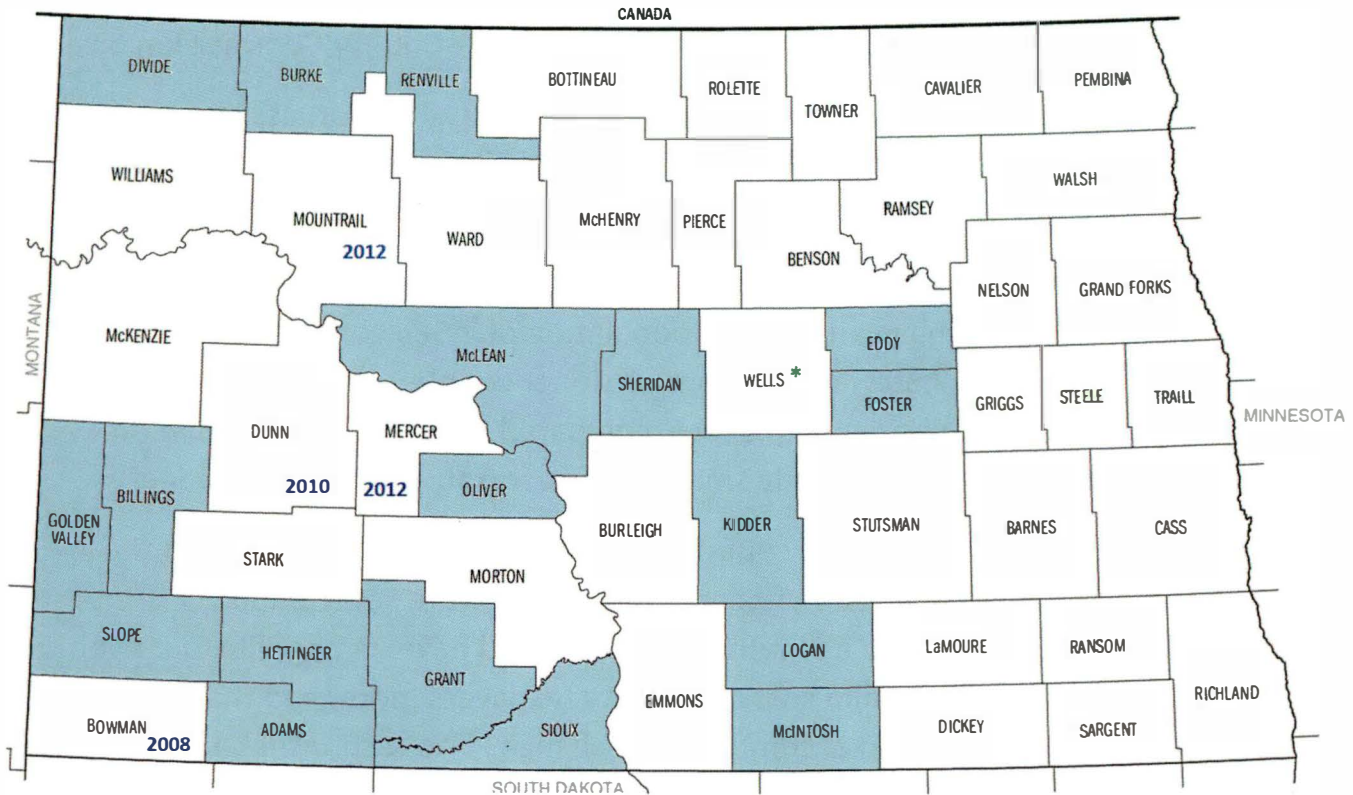 CANADA
DIVIDE
BURKE
RENVILLE
BOTTINEAU
ROLETTE
TOWNER
CAVALIER
PEMBINA
WILLIAMS
MOUNTRAIL
2012
WARD
McHENRY
PIERCE
BENSON
RAMSEY
WALSH
NELSON
GRAND FORKS
MONTANA
McKENZIE
McLEAN
SHERIDAN
WELLS *
EDDY
FOSTER
GRIGGS
STEELE
TRAILL
MINNESOTA
DUNN
2010
MERCER
2012
OLIVER
GOLDEN
VALLEY
BILLINGS
STARK
MORTON
BURLEIGH
KIDDER
STUTSMAN
BARNES
CASS
SLOPE
HETTINGER
GRANT
SIOUX
EMMONS
LOGAN
LaMOURE
RANSOM
RICHLAND
BOWMAN
2008
ADAMS
McINTOSH
DICKEY
SARGENT
SOUTH DAKOTA